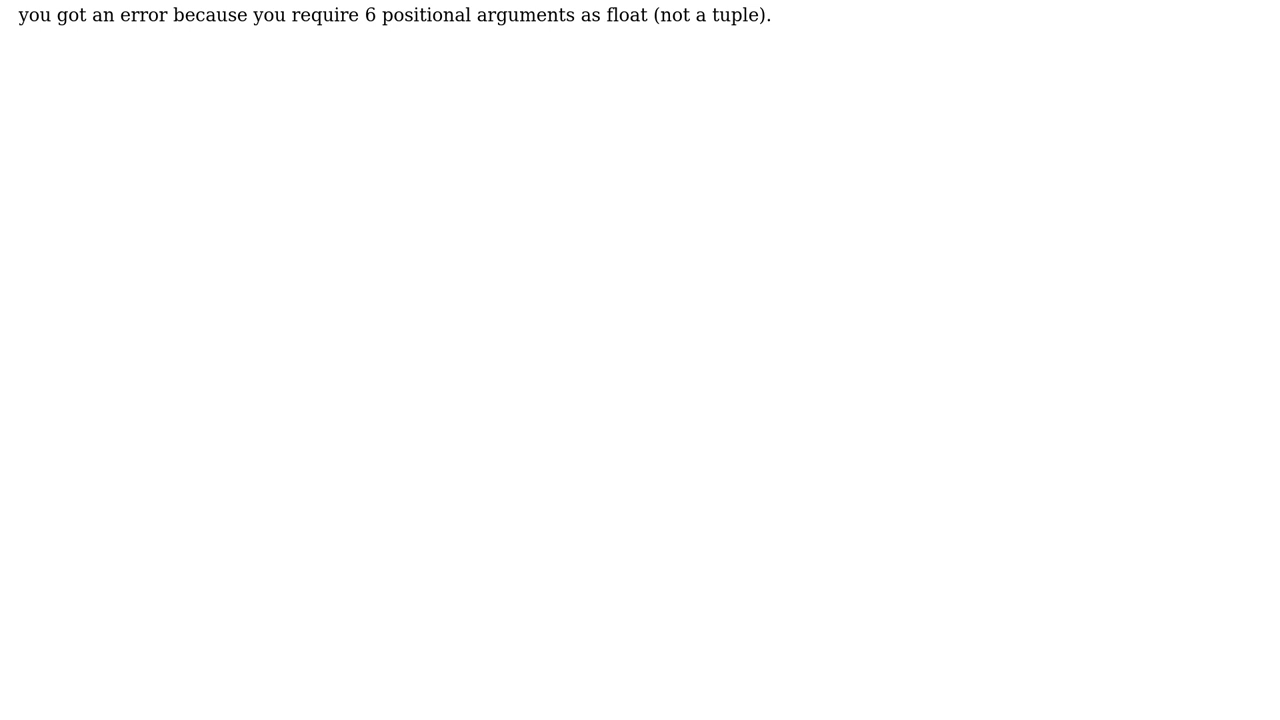 you got an error because you require 6 positional arguments as float (not a tuple).